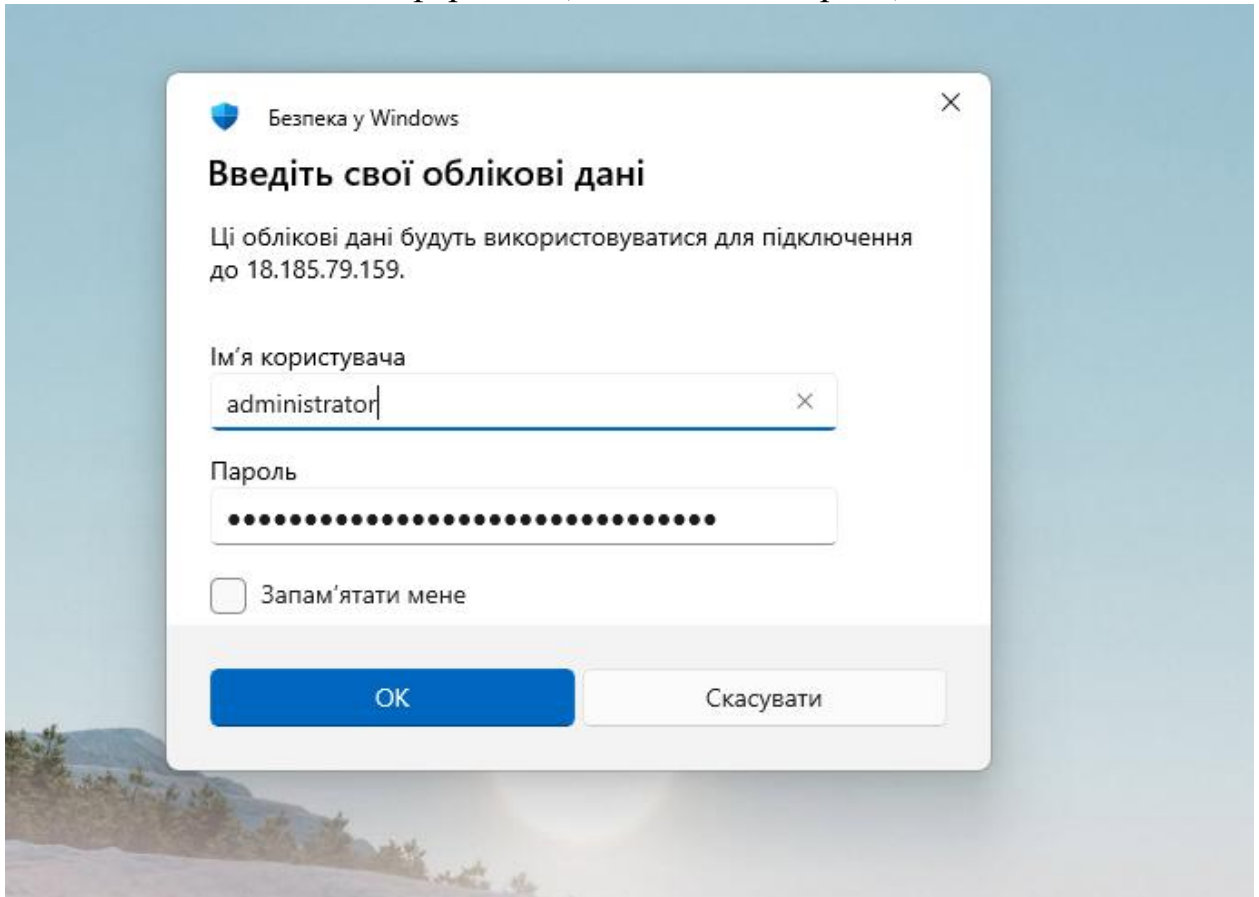 Безпека у Windows
Введіть свої облікові дані
Ці облікові дані будуть використовуватися для підключення
до 18.185.79.159.
Ім'я користувача
administrator
Пароль
••••••••••••••••••••••••••••••••
Запам'ятати мене
OK
Скасувати